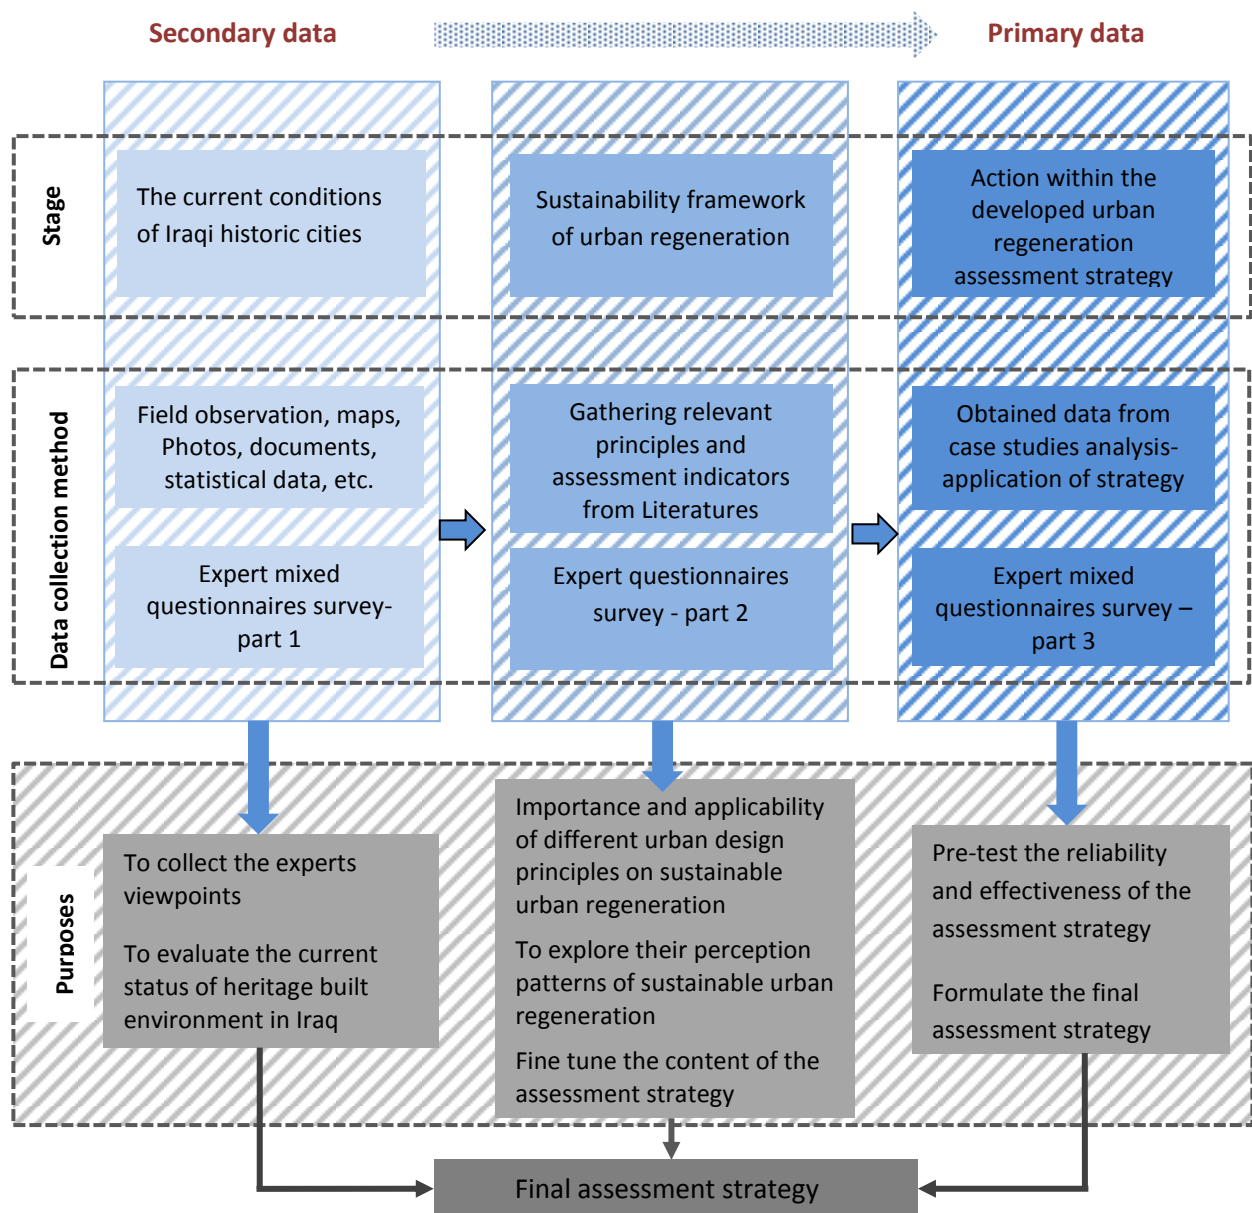 Secondary data
Primary data
Stage
The current conditions
of Iraqi historic cities
Sustainability framework
of urban regeneration
Action within the
developed urban
regeneration
assessment strategy
Data collection method
Field observation, maps,
Photos, documents,
statistical data, etc.
Gathering relevant
principles and
assessment indicators
from Literatures
Obtained data from
case studies analysis-
application of strategy
Expert mixed
questionnaires survey-
part 1
Expert questionnaires
survey - part 2
Expert mixed
questionnaires survey –
part 3
Purposes
To collect the experts
viewpoints
To evaluate the current
status of heritage built
environment in Iraq
Importance and applicability
of different urban design
principles on sustainable
urban regeneration
To explore their perception
patterns of sustainable urban
regeneration
Fine tune the content of the
assessment strategy
Pre-test the reliability
and effectiveness of the
assessment strategy
Formulate the final
assessment strategy
Final assessment strategy